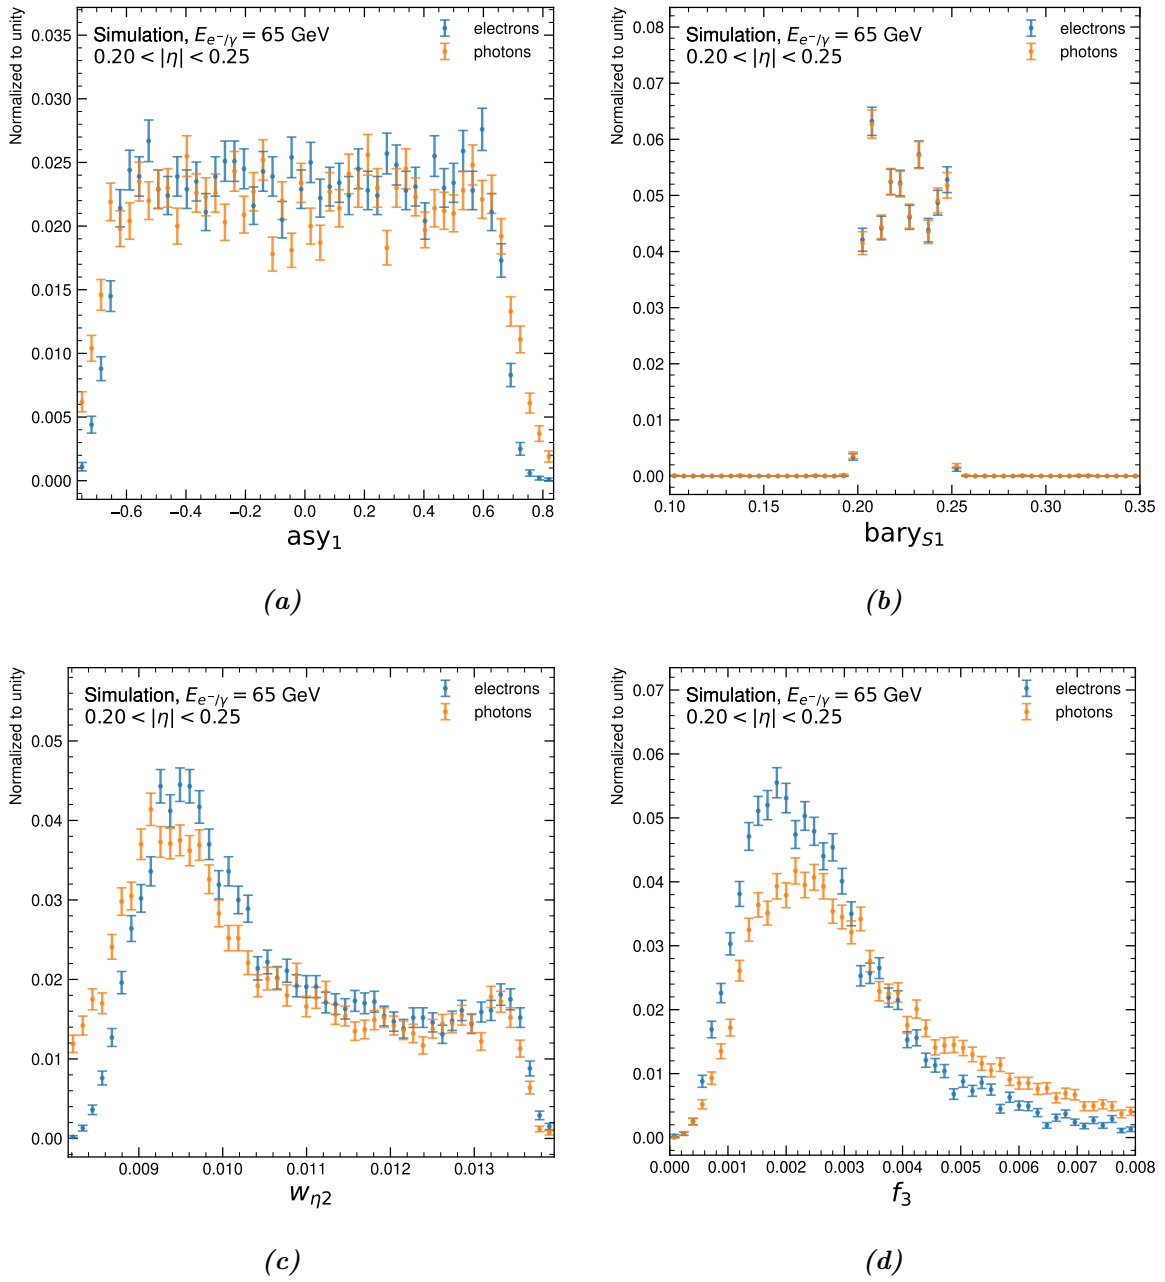 Normalized to unity
0.035
0.030
0.025
0.020
0.015
0.010
0.005
0.000
Simulation, E_{e⁻/γ} = 65 GeV
0.20 < |η| < 0.25
electrons
photons
−0.6 −0.4 −0.2 0.0 0.2 0.4 0.6 0.8
asy₁
(a)
Normalized to unity
0.08
0.07
0.06
0.05
0.04
0.03
0.02
0.01
0.00
Simulation, E_{e⁻/γ} = 65 GeV
0.20 < |η| < 0.25
electrons
photons
0.10 0.15 0.20 0.25 0.30 0.35
bary_{S1}
(b)
Normalized to unity
0.05
0.04
0.03
0.02
0.01
0.00
Simulation, E_{e⁻/γ} = 65 GeV
0.20 < |η| < 0.25
electrons
photons
0.009 0.010 0.011 0.012 0.013
w_{η2}
(c)
Normalized to unity
0.07
0.06
0.05
0.04
0.03
0.02
0.01
0.00
Simulation, E_{e⁻/γ} = 65 GeV
0.20 < |η| < 0.25
electrons
photons
0.000 0.001 0.002 0.003 0.004 0.005 0.006 0.007 0.008
f₃
(d)